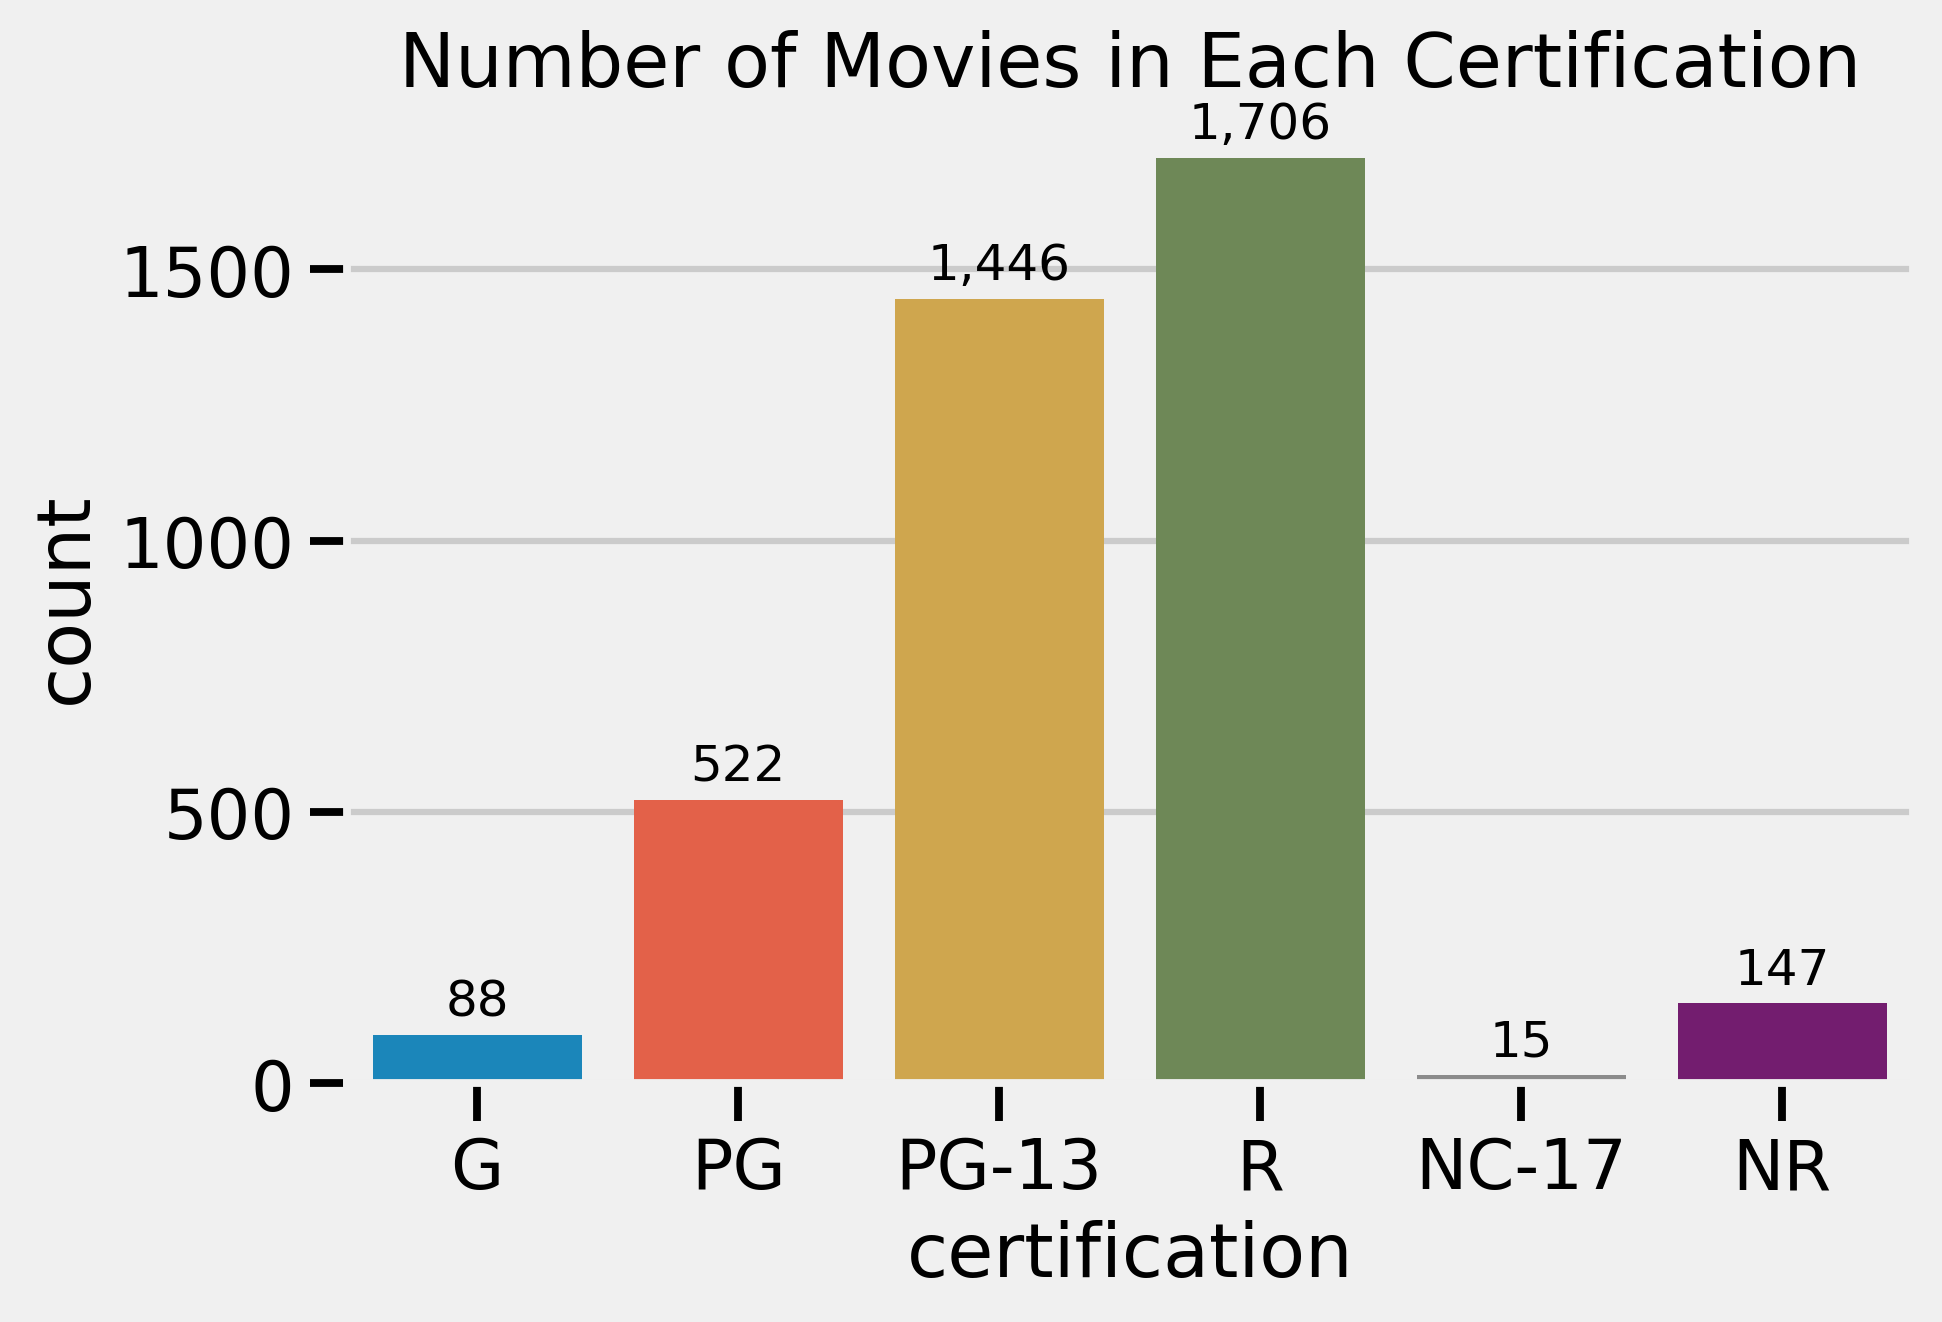 Number of Movies in Each Certification
1,706
1500
1,446
1000
count
522
500
88
147
15
0
G PG PG-13 R NC-17 NR
certification